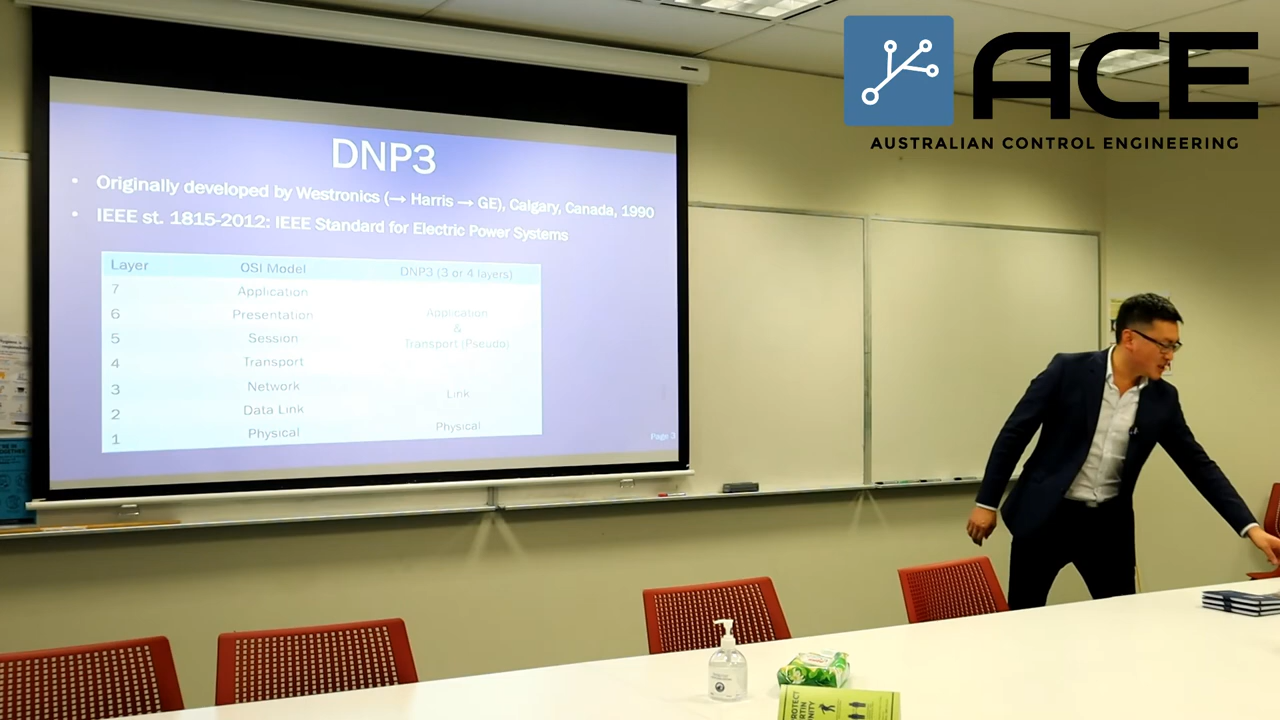 ACE
AUSTRALIAN CONTROL ENGINEERING
DNP3
• Originally developed by Westronics (→ Harris → GE), Calgary, Canada, 1990
• IEEE st. 1815-2012: IEEE Standard for Electric Power Systems
Layer OSI Model DNP3 (3 or 4 layers)
7 Application
6 Presentation Application
&
5 Session Transport (Pseudo)
4 Transport
3 Network Link
2 Data Link
1 Physical Physical
Page 3
PROTECT